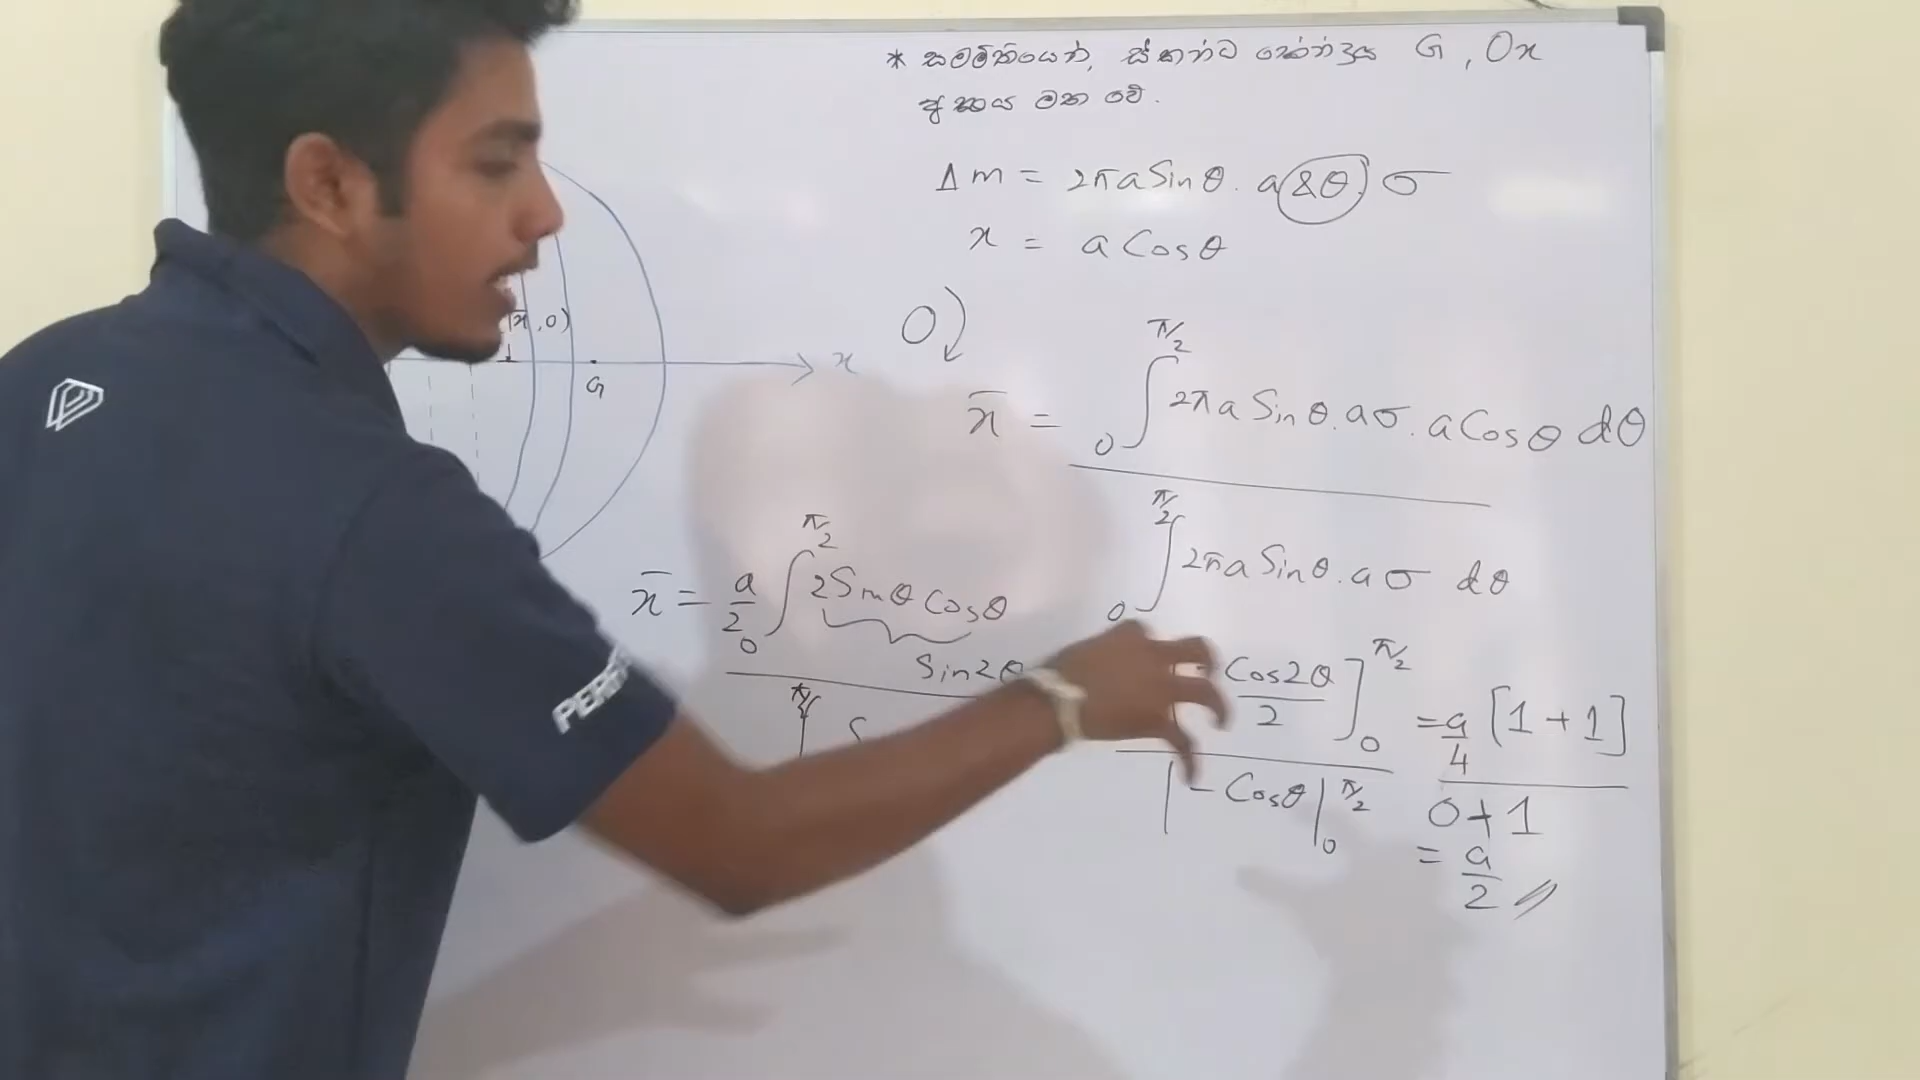 * සමමිතියෙන්, ස්කන්ධ කේන්ද්‍රය G, Ox
අක්ෂය මත වේ.
Δm = 2πa Sinθ . a δθ . σ
x = a Cosθ
x̄ , 0)
G
x
O
x̄ = ₀∫^π/2 2πa Sinθ . aσ . a Cosθ dθ
₀∫^π/2 2πa Sinθ . a σ dθ
x̄ = a/2 ₀∫^π/2 2Sinθ Cosθ
Sin2θ
π/2 ∫ S
- Cos2θ/2 ]₀^π/2 = a/4 [1 + 1]
|- Cosθ|₀^π/2 0 + 1
= a/2
PERF